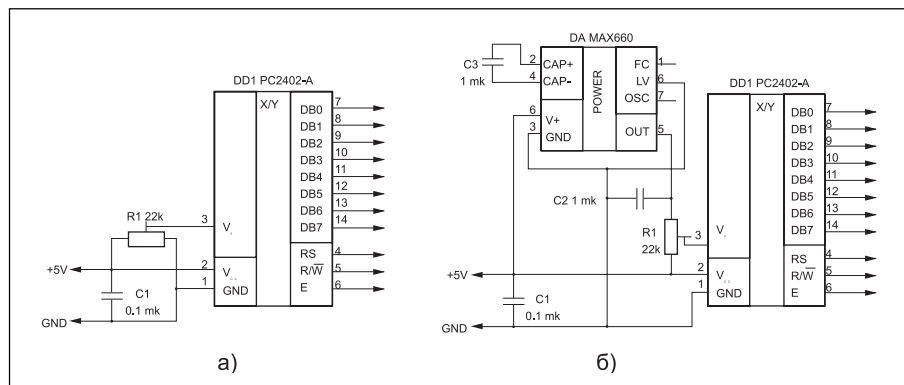 DD1 PC2402-A
X/Y
DB0 7
DB1 8
DB2 9
DB3 10
DB4 11
DB5 12
DB6 13
DB7 14
RS 4
R/W 5
E 6
R1 22k
3 V
+5V
2 V
1 GND
C1
0.1 mk
GND
а)
DA MAX660
C3
1 mk
2 CAP+
4 CAP-
6 V+
3 GND
POWER
FC 1
LV 6
OSC 7
OUT 5
C2 1 mk
R1
22k
DD1 PC2402-A
X/Y
DB0 7
DB1 8
DB2 9
DB3 10
DB4 11
DB5 12
DB6 13
DB7 14
RS 4
R/W 5
E 6
3 V
+5V
2 V
1 GND
C1
0.1 mk
GND
б)